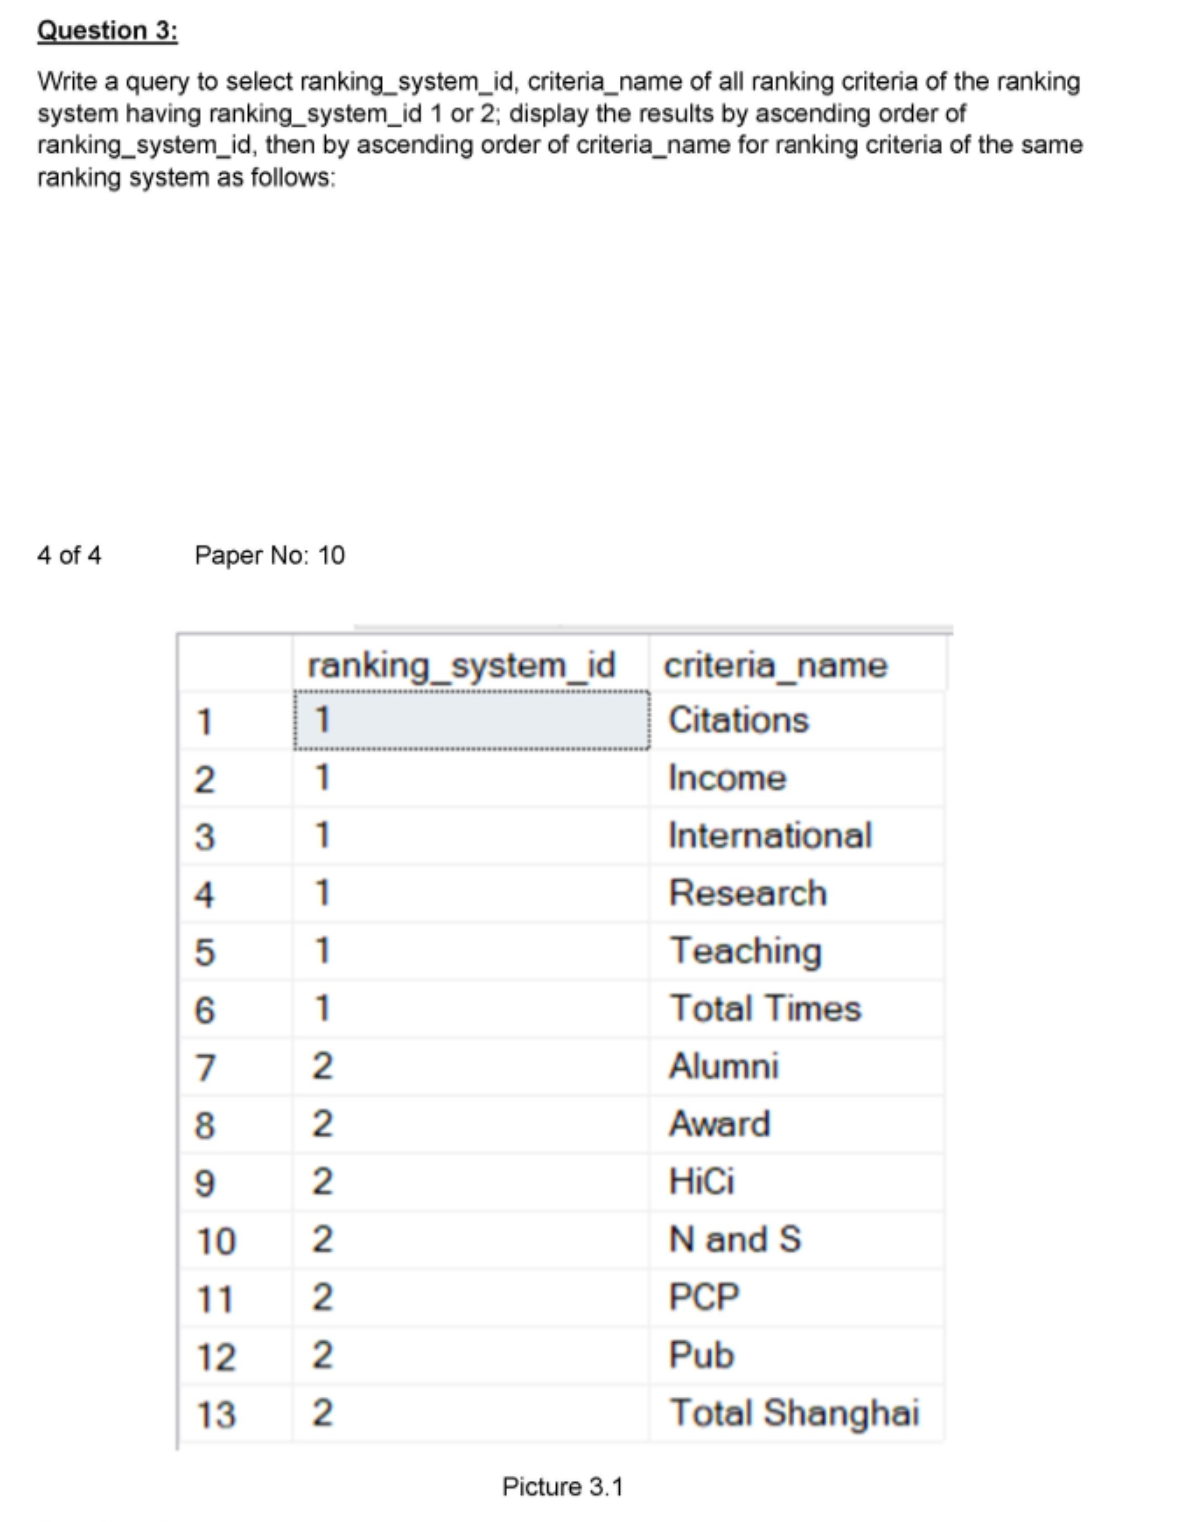 Question 3:
Write a query to select ranking_system_id, criteria_name of all ranking criteria of the ranking
system having ranking_system_id 1 or 2; display the results by ascending order of
ranking_system_id, then by ascending order of criteria_name for ranking criteria of the same
ranking system as follows:
4 of 4 Paper No: 10
ranking_system_id criteria_name
1 1 Citations
2 1 Income
3 1 International
4 1 Research
5 1 Teaching
6 1 Total Times
7 2 Alumni
8 2 Award
9 2 HiCi
10 2 N and S
11 2 PCP
12 2 Pub
13 2 Total Shanghai
Picture 3.1